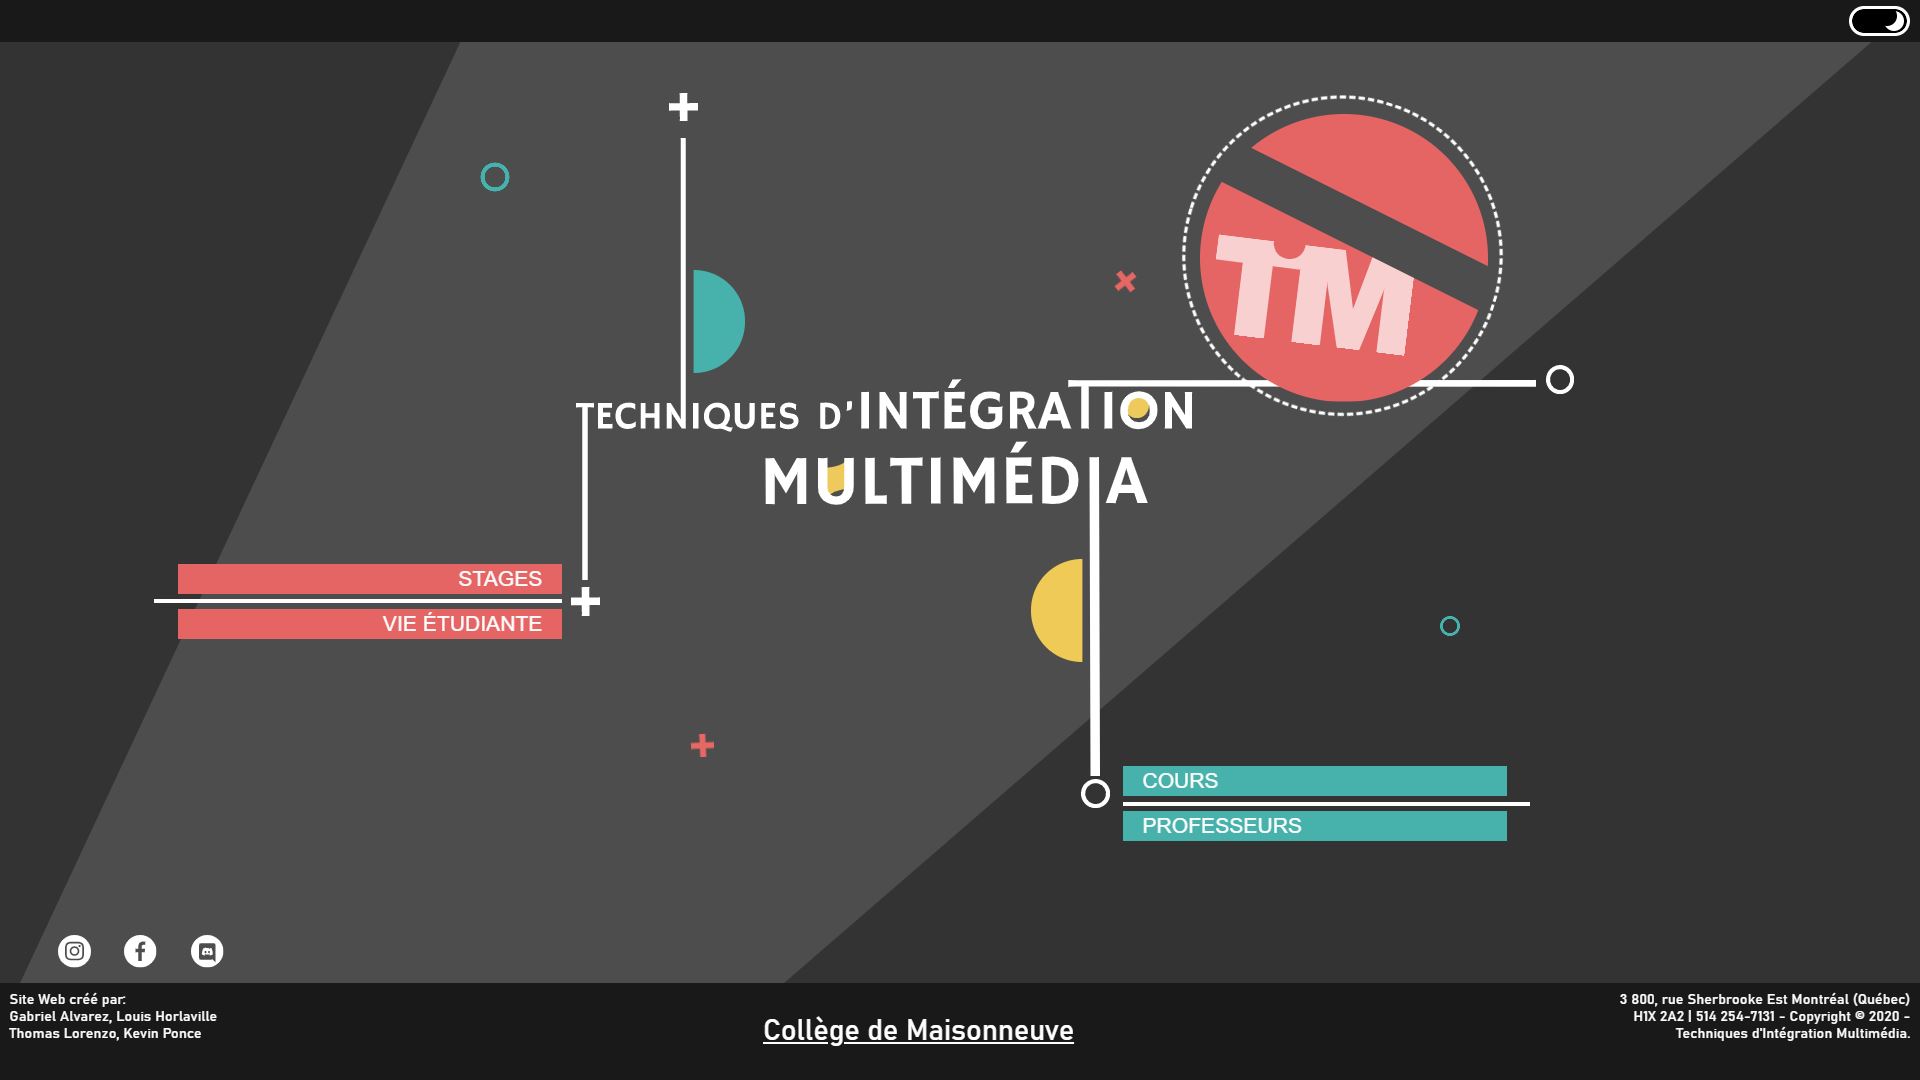 TiM
TECHNIQUES D'INTÉGRATION
MULTIMÉDIA
STAGES
VIE ÉTUDIANTE
COURS
PROFESSEURS
Site Web créé par:
Gabriel Alvarez, Louis Horlaville
Thomas Lorenzo, Kevin Ponce
Collège de Maisonneuve
3 800, rue Sherbrooke Est Montréal (Québec)
H1X 2A2 | 514 254-7131 - Copyright © 2020 -
Techniques d'Intégration Multimédia.